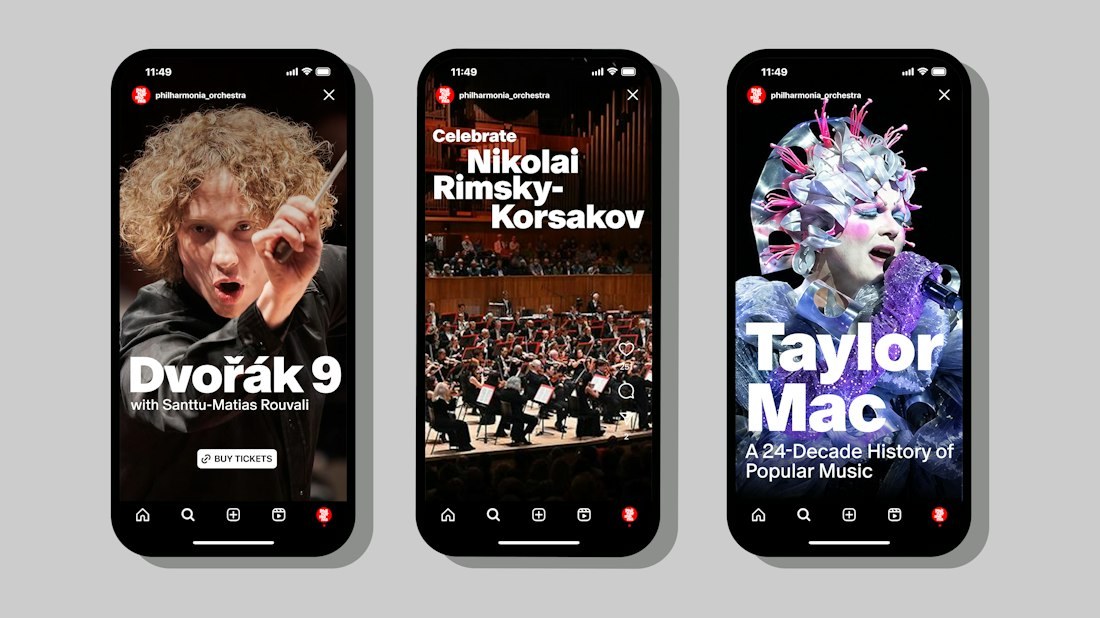 11:49
philharmonia_orchestra
Dvořák 9
with Santtu-Matias Rouvali
BUY TICKETS
11:49
philharmonia_orchestra
Celebrate
Nikolai
Rimsky-
Korsakov
2
11:49
philharmonia_orchestra
Taylor
Mac
A 24-Decade History of
Popular Music